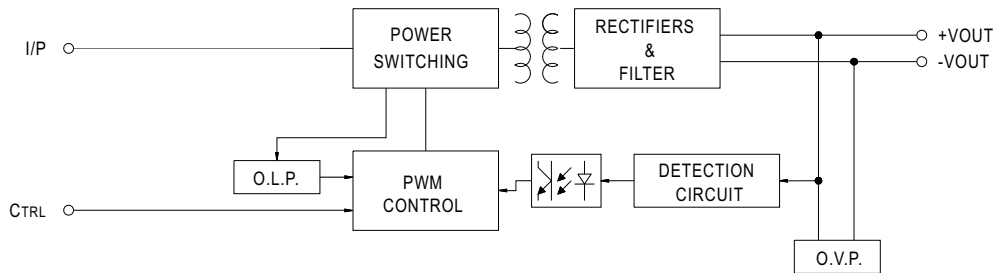 I/P
POWER
SWITCHING
RECTIFIERS
&
FILTER
+VOUT
-VOUT
O.L.P.
PWM
CONTROL
DETECTION
CIRCUIT
CTRL
O.V.P.